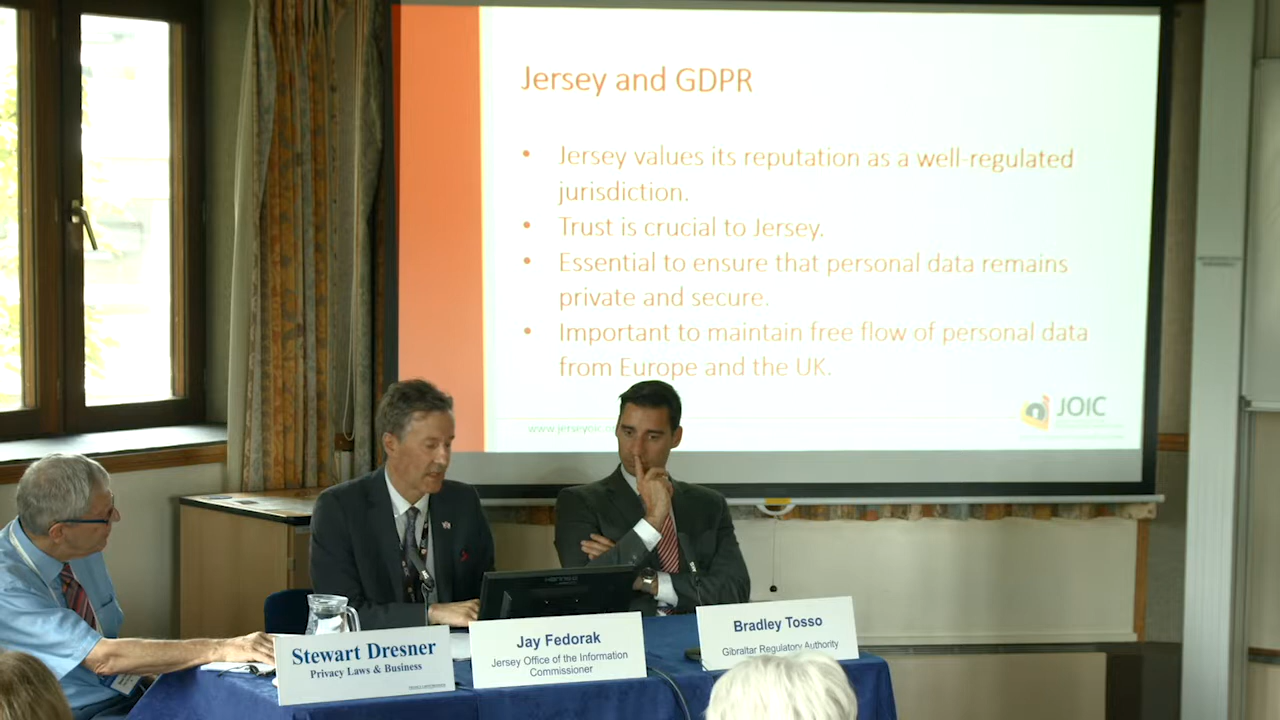 Jersey and GDPR
• Jersey values its reputation as a well-regulated
jurisdiction.
• Trust is crucial to Jersey.
• Essential to ensure that personal data remains
private and secure.
• Important to maintain free flow of personal data
from Europe and the UK.
JOIC
Stewart Dresner
Privacy Laws & Business
Jay Fedorak
Jersey Office of the Information
Commissioner
Bradley Tosso
Gibraltar Regulatory Authority